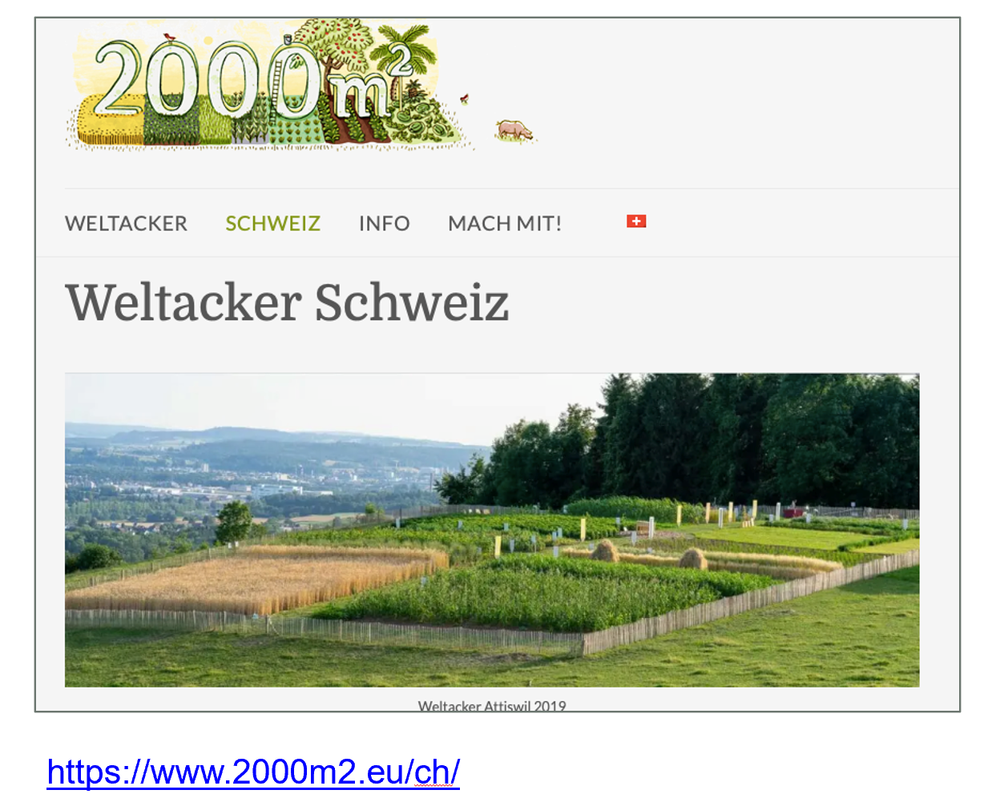 2000m²
WELTACKER SCHWEIZ INFO MACH MIT!
Weltacker Schweiz
Weltacker Attiswil 2019
https://www.2000m2.eu/ch/